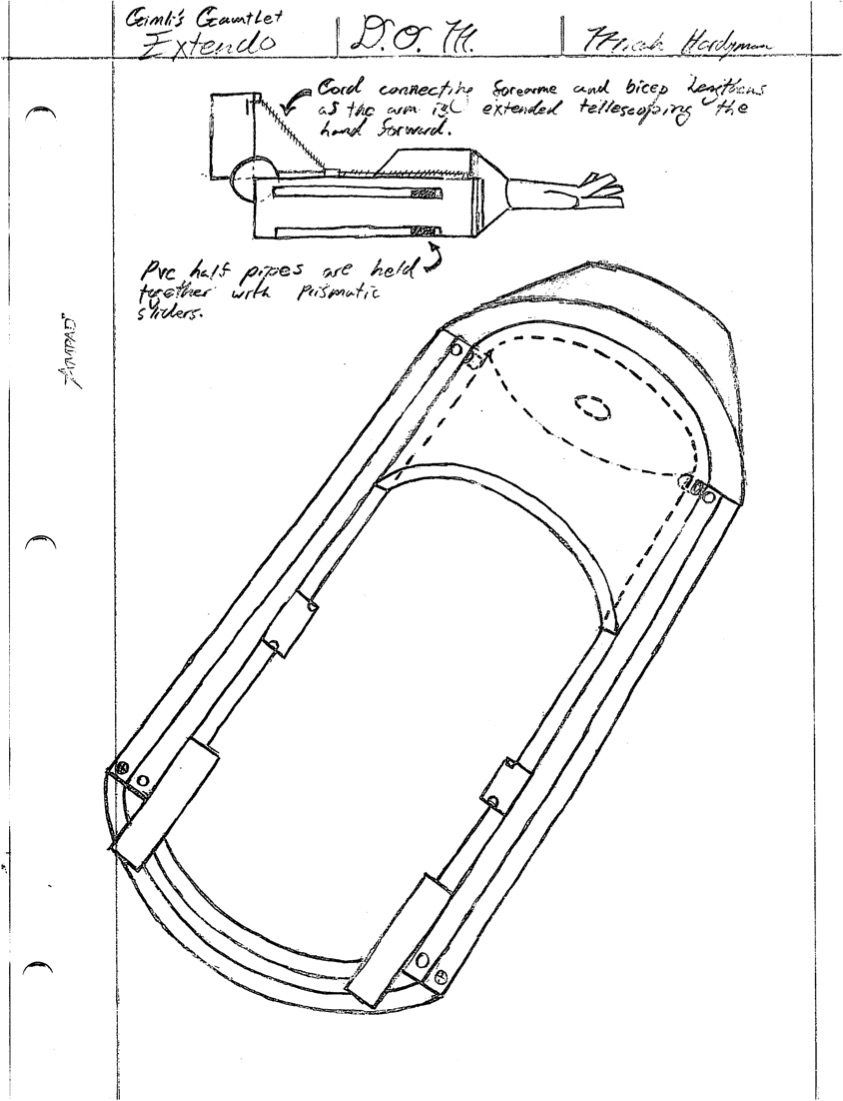 Gimli's Gauntlet
Extendo
D.O.M.
Micah Hardyman
Cord connecting forearme and bicep lengthens
as the arm is extended tellescoping the
hand forward.
Pvc half pipes are held
together with Prismatic
sliders.
AMPAD